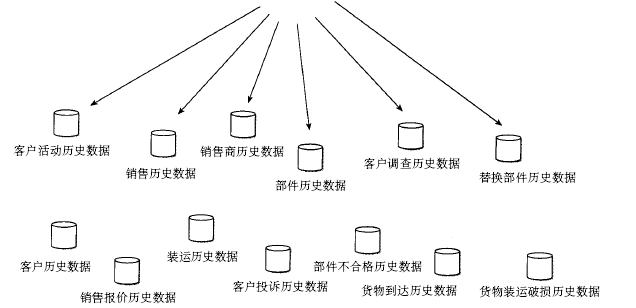 客户活动历史数据
销售历史数据
销售商历史数据
部件历史数据
客户调查历史数据
替换部件历史数据
客户历史数据
销售报价历史数据
装运历史数据
客户投诉历史数据
部件不合格历史数据
货物到达历史数据
货物装运破损历史数据